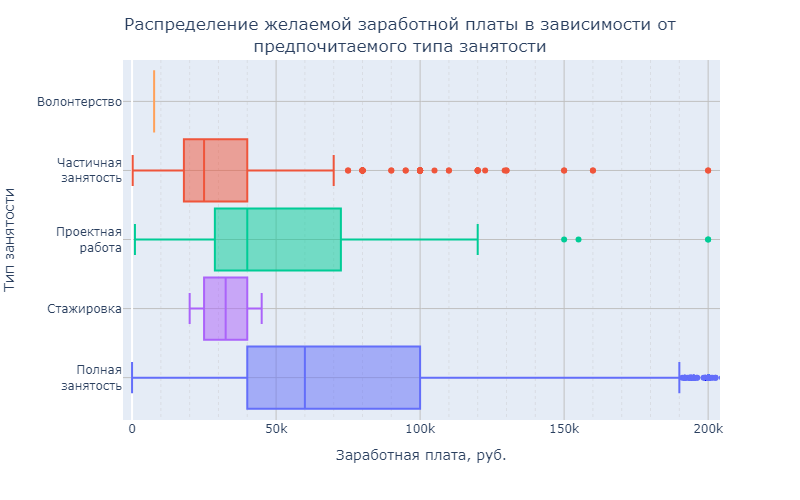 Распределение желаемой заработной платы в зависимости от
предпочитаемого типа занятости
Тип занятости
Волонтерство
Частичная
занятость
Проектная
работа
Стажировка
Полная
занятость
0
50k
100k
150k
200k
Заработная плата, руб.